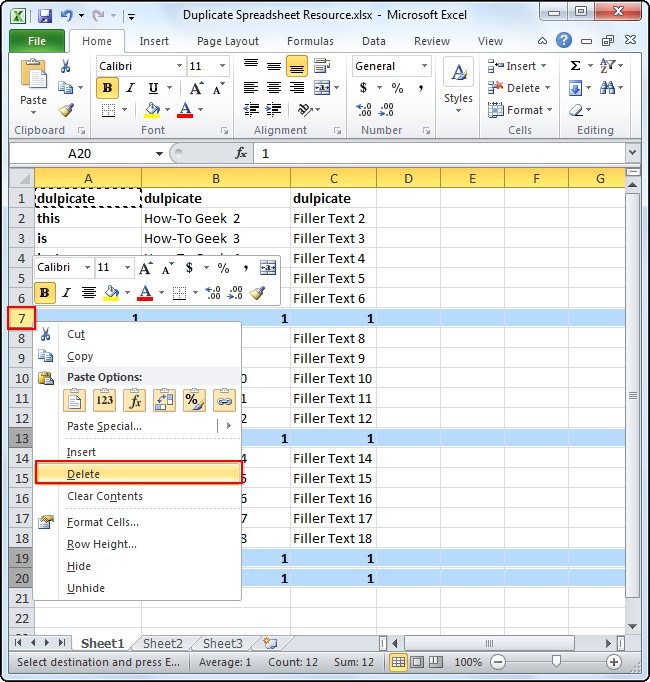 Duplicate Spreadsheet Resource.xlsx - Microsoft Excel
File Home Insert Page Layout Formulas Data Review View
Paste
Calibri 11
General
Styles
Insert
Delete
Format
B I U A A
A
$ % ,
Σ
Clipboard Font Alignment Number Cells Editing
A20 fx 1
A B C D E F G
1 dulpicate dulpicate dulpicate
2 this How-To Geek 2 Filler Text 2
3 is How-To Geek 3 Filler Text 3
4 Filler Text 4
5 Filler Text 5
6 Filler Text 6
Calibri 11 A A $ % ,
B I A
7 1 1 1
8 Filler Text 8
9 Filler Text 9
10 0 Filler Text 10
11 1 Filler Text 11
12 2 Filler Text 12
13 1 1
14 4 Filler Text 14
15 5 Filler Text 15
16 6 Filler Text 16
17 7 Filler Text 17
18 8 Filler Text 18
19 1 1
20 1 1
21
22
Cut
Copy
Paste Options:
123 fx %
Paste Special...
Insert
Delete
Clear Contents
Format Cells...
Row Height...
Hide
Unhide
Sheet1 Sheet2 Sheet3
Select destination and press E... Average: 1 Count: 12 Sum: 12 100%